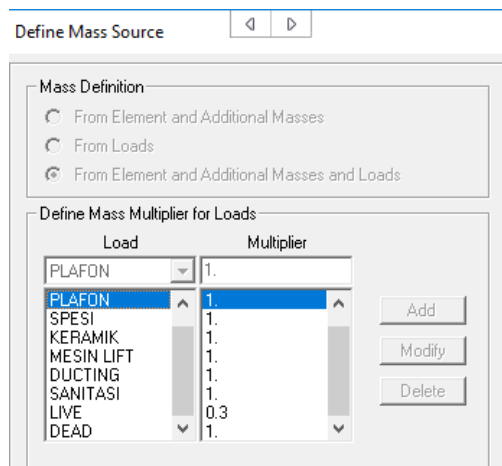 Define Mass Source
Mass Definition
From Element and Additional Masses
From Loads
From Element and Additional Masses and Loads
Define Mass Multiplier for Loads
Load Multiplier
PLAFON 1.
PLAFON 1.
SPESI 1.
KERAMIK 1.
MESIN LIFT 1.
DUCTING 1.
SANITASI 1.
LIVE 0.3
DEAD 1.
Add
Modify
Delete